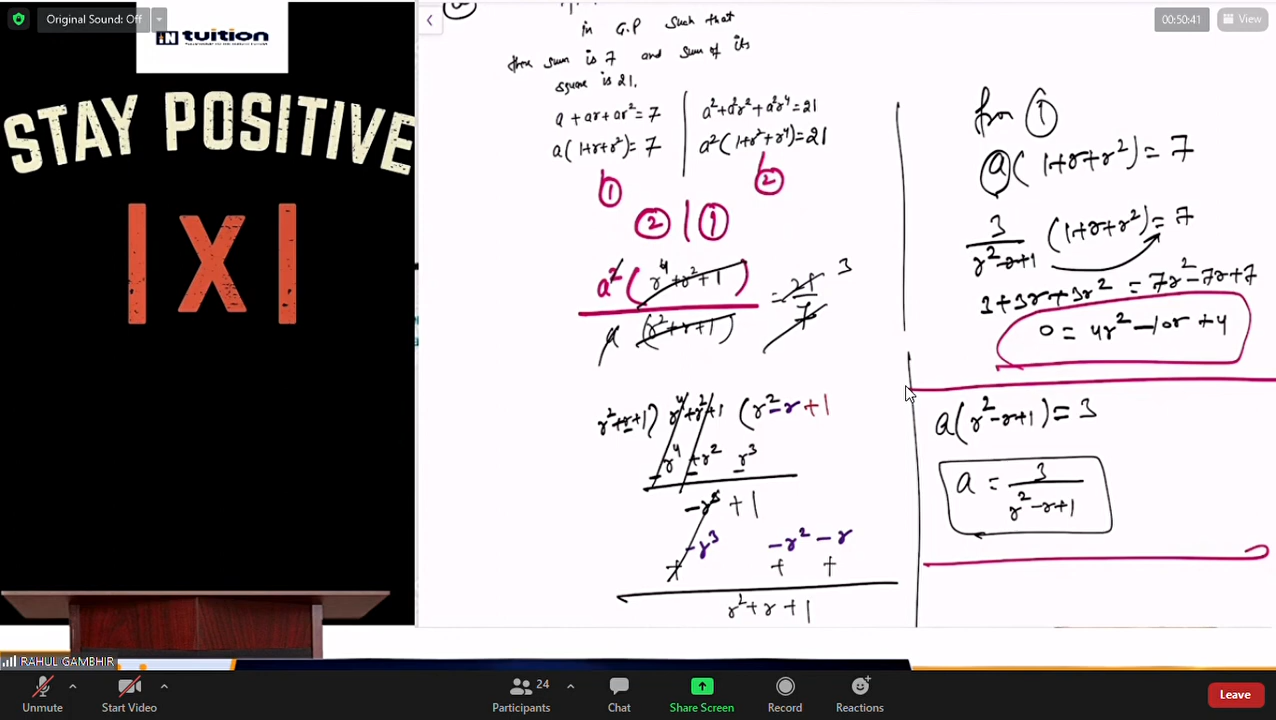 Original Sound: Off
00:50:41
View
iN tuition
STAY POSITIVE
|X|
in G.P such that
three sum is 7 and sum of its
square is 21.
a + ar + ar² = 7
a²+a²r²+a²r⁴=21
a(1+r+r²) = 7
a²(1+r²+r⁴)=21
①
②
② | ①
a²(r⁴+r²+1)
a (r²+r+1)
= 21
7
3
r²+r+1) r⁴+r²+1 (r²-r+1
r⁴+r² r³
- - -
-r³ +1
-r³ -r² -r
+ + +
r²+r+1
from ①
a(1+r+r²) = 7
3
r²-r+1
(1+r+r²)=7
3+3r+3r² = 7r²-7r+7
0 = 4r²-10r+4
a(r²-r+1) = 3
a = 3
r²-r+1
RAHUL GAMBHIR
Unmute
Start Video
24
Participants
Chat
Share Screen
Record
Reactions
Leave